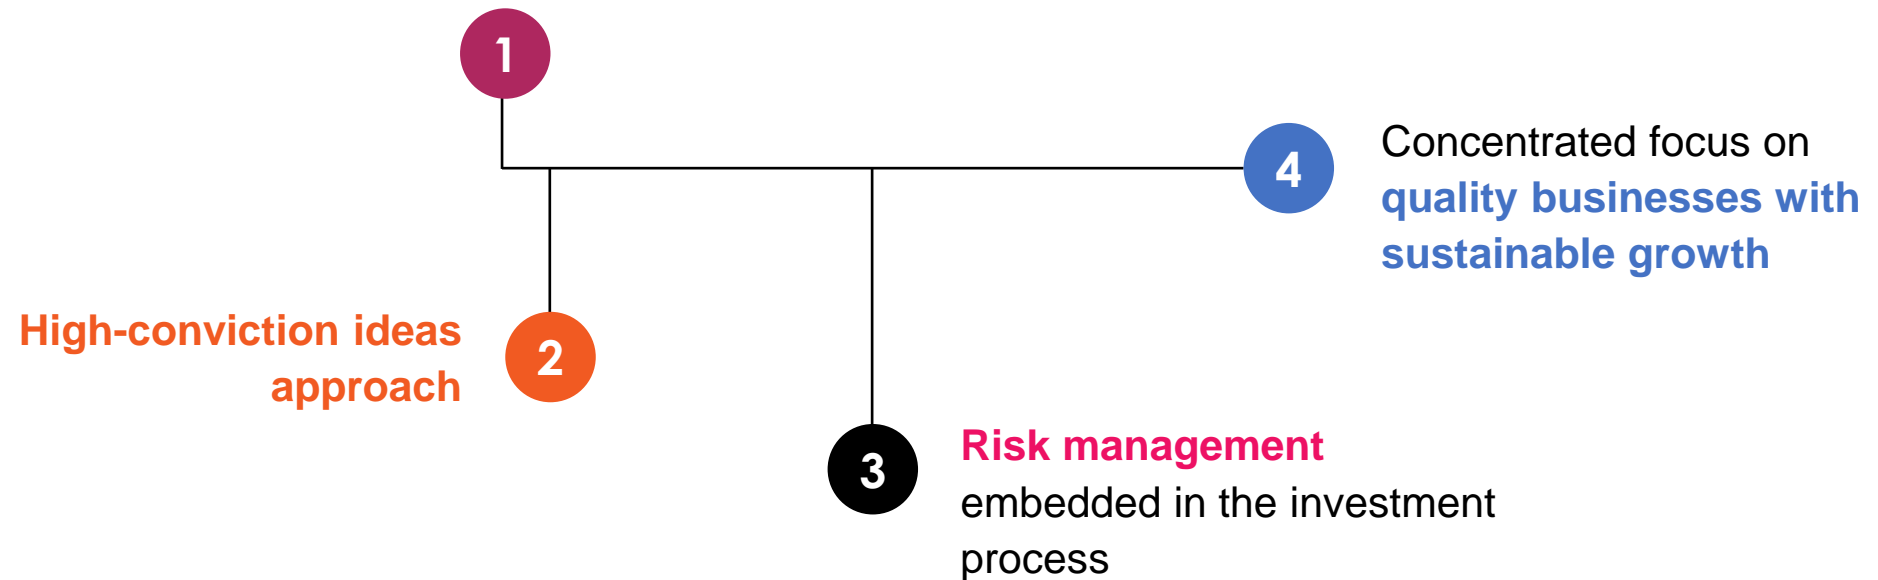 1
4
Concentrated focus on
quality businesses with
sustainable growth
High-conviction ideas
approach
2
3
Risk management
embedded in the investment
process